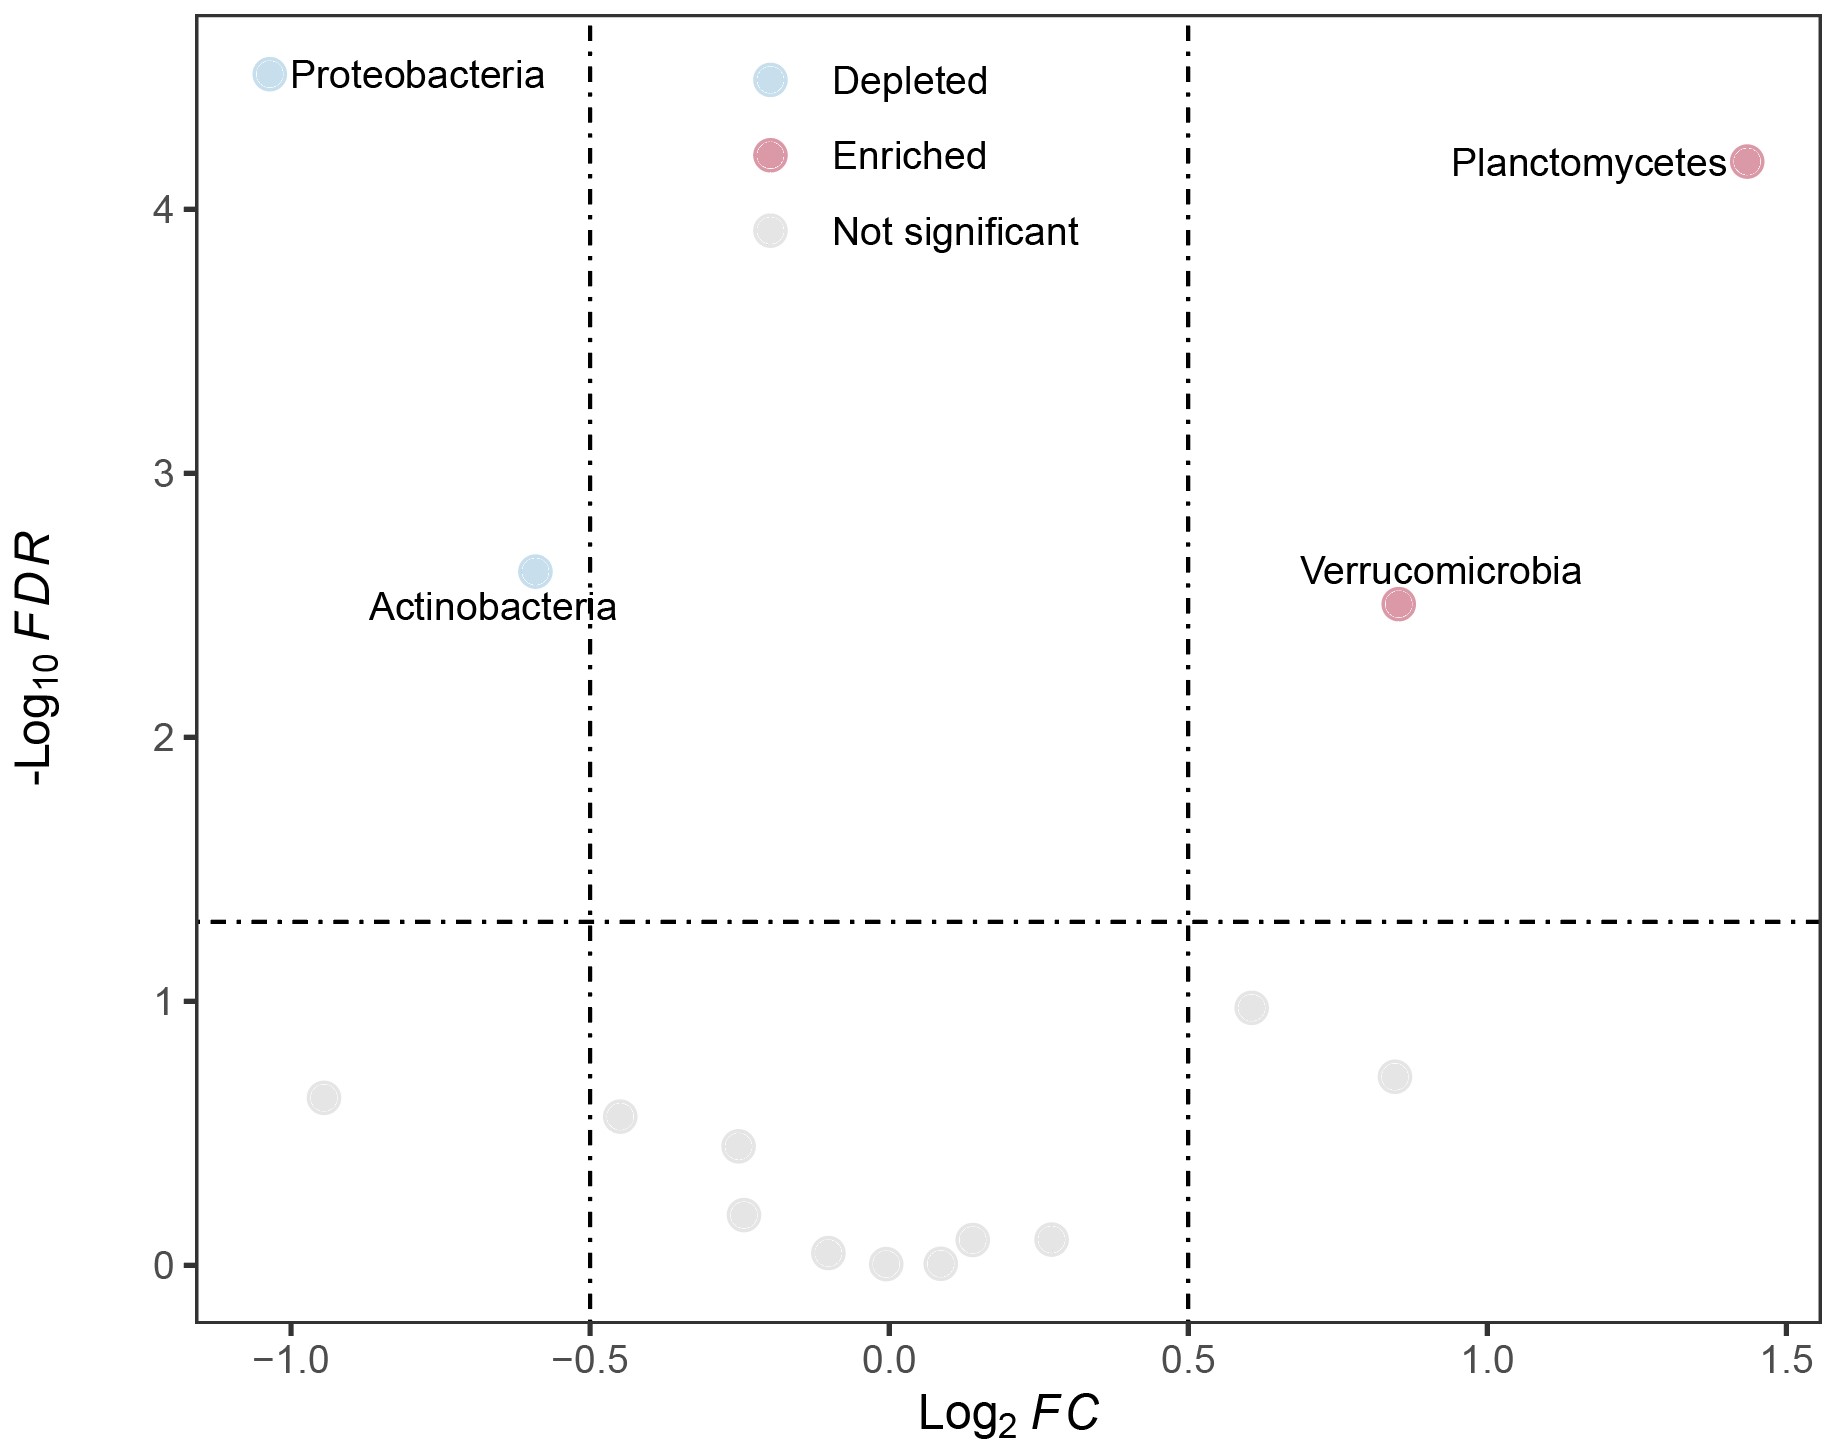 Proteobacteria
Depleted
Enriched
Not significant
Planctomycetes
Verrucomicrobia
Actinobacteria
4
3
2
1
0
-Log₁₀ FDR
−1.0
−0.5
0.0
0.5
1.0
1.5
Log₂ FC